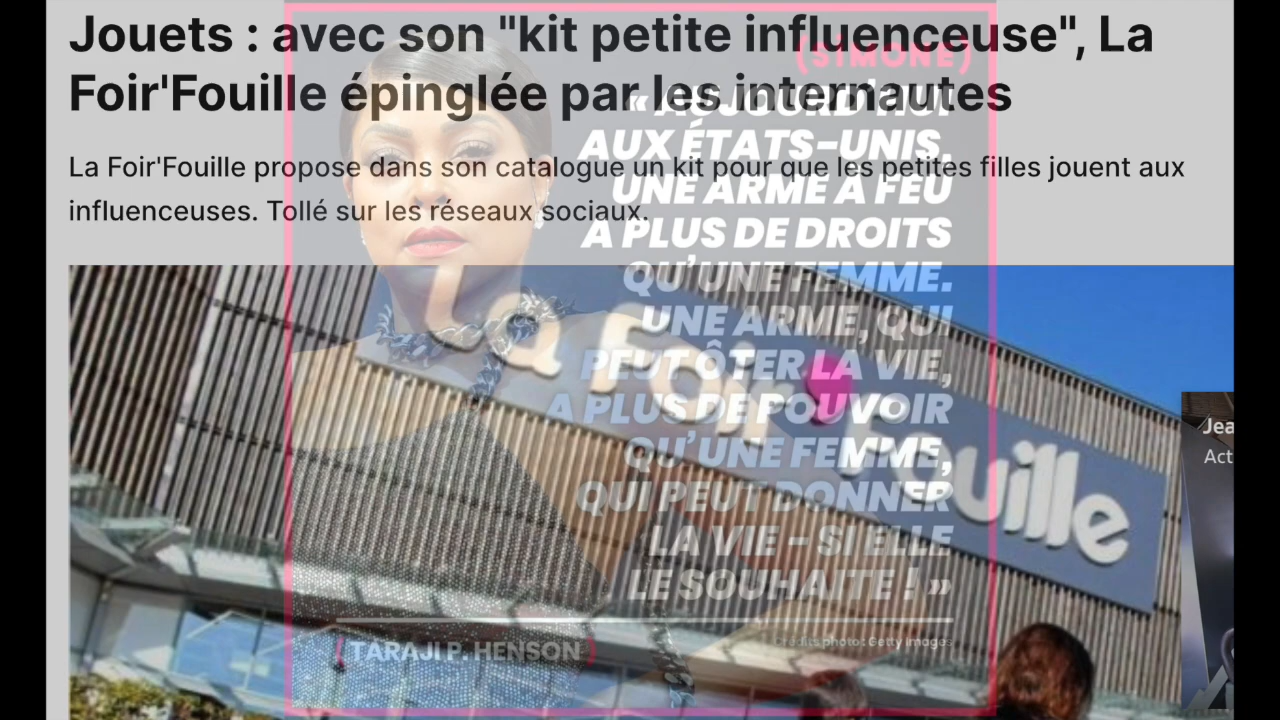 Jouets : avec son "kit petite influenceuse", La
Foir'Fouille épinglée par les internautes
La Foir'Fouille propose dans son catalogue un kit pour que les petites filles jouent aux
influenceuses. Tollé sur les réseaux sociaux.
(SIMONE)
« AUJOURD'HUI
AUX ÉTATS-UNIS,
UNE ARME À FEU
A PLUS DE DROITS
QU'UNE FEMME.
UNE ARME, QUI
PEUT ÔTER LA VIE,
A PLUS DE POUVOIR
QU'UNE FEMME,
QUI PEUT DONNER
LA VIE - SI ELLE
LE SOUHAITE ! »
Crédits photo : Getty Images
(TARAJI P. HENSON)
La Foir'Fouille
Jea
Act